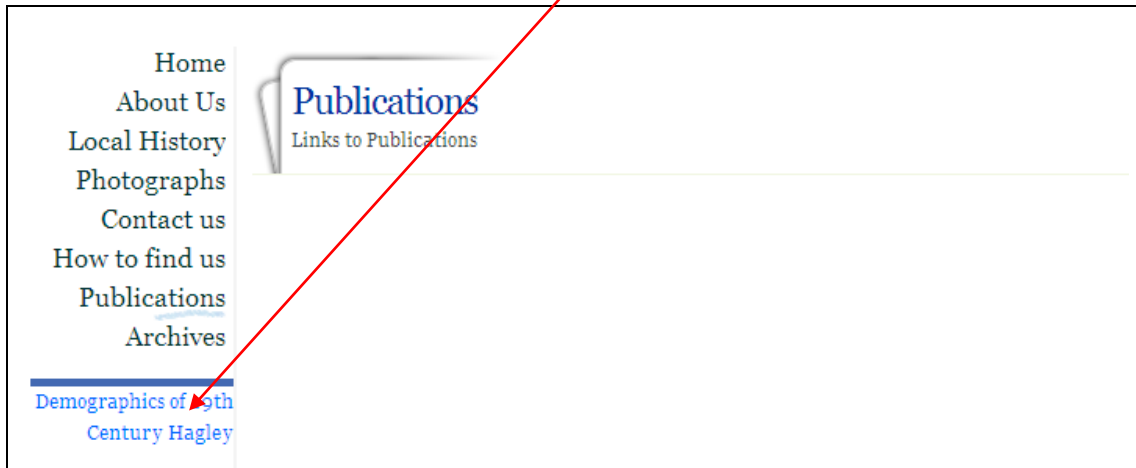 Home
About Us
Local History
Photographs
Contact us
How to find us
Publications
Archives
Demographics of 19th
Century Hagley
Publications
Links to Publications